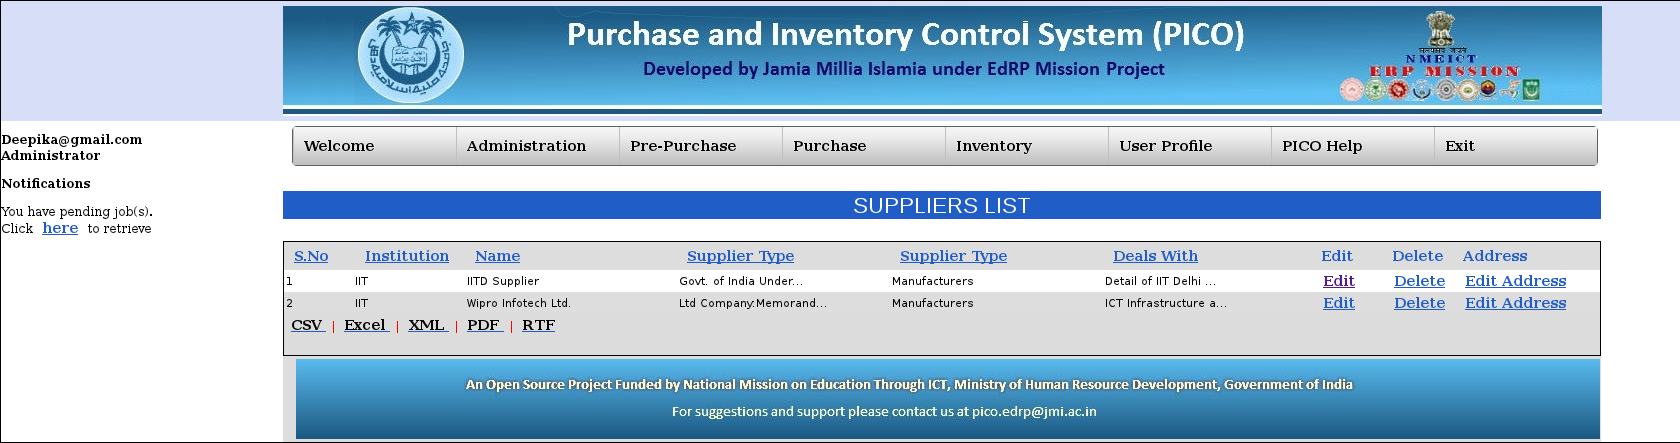 Purchase and Inventory Control System (PICO)
Developed by Jamia Millia Islamia under EdRP Mission Project
सत्यमेव जयते
NMEICT
ERP MISSION
Deepika@gmail.com
Administrator
Notifications
You have pending job(s).
Click here to retrieve
Welcome Administration Pre-Purchase Purchase Inventory User Profile PICO Help Exit
SUPPLIERS LIST
S.No Institution Name Supplier Type Supplier Type Deals With Edit Delete Address
1 IIT IITD Supplier Govt. of India Under... Manufacturers Detail of IIT Delhi ... Edit Delete Edit Address
2 IIT Wipro Infotech Ltd. Ltd Company:Memorand... Manufacturers ICT Infrastructure a... Edit Delete Edit Address
CSV | Excel | XML | PDF | RTF
An Open Source Project Funded by National Mission on Education Through ICT, Ministry of Human Resource Development, Government of India
For suggestions and support please contact us at pico.edrp@jmi.ac.in